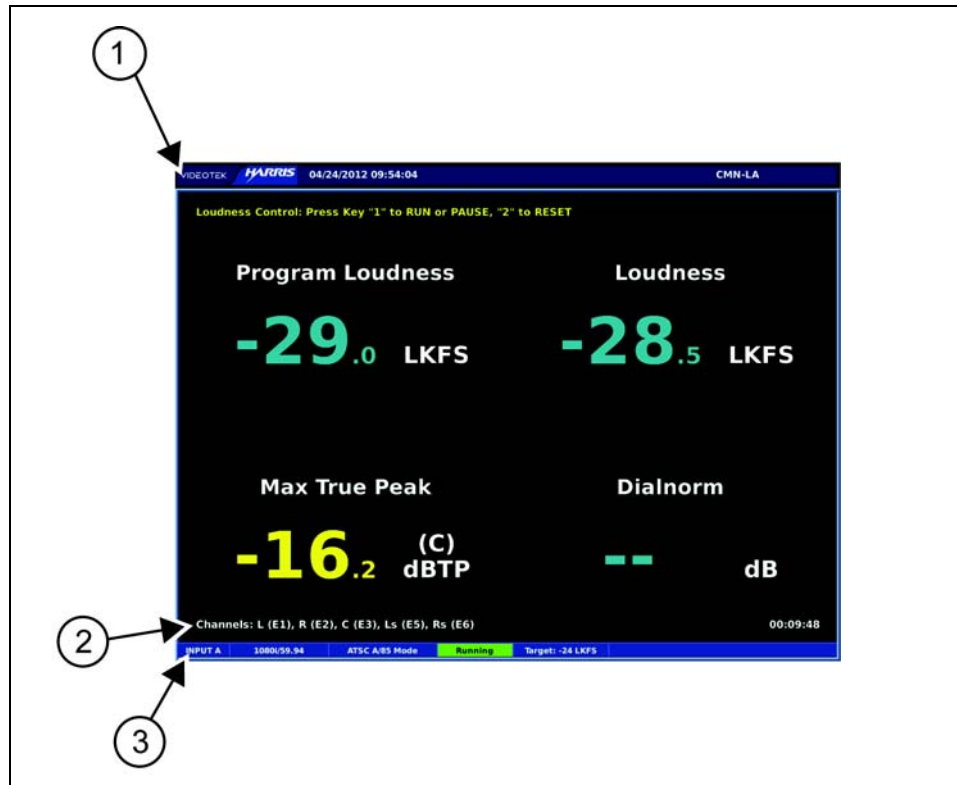 1
VIDEOTEK HARRIS 04/24/2012 09:54:04 CMN-LA
Loudness Control: Press Key "1" to RUN or PAUSE, "2" to RESET
Program Loudness Loudness
-29.0 LKFS -28.5 LKFS
Max True Peak Dialnorm
-16.2 (C) dBTP -- dB
2
Channels: L (E1), R (E2), C (E3), Ls (E5), Rs (E6) 00:09:48
INPUT A 1080i/59.94 ATSC A/85 Mode Running Target: -24 LKFS
3